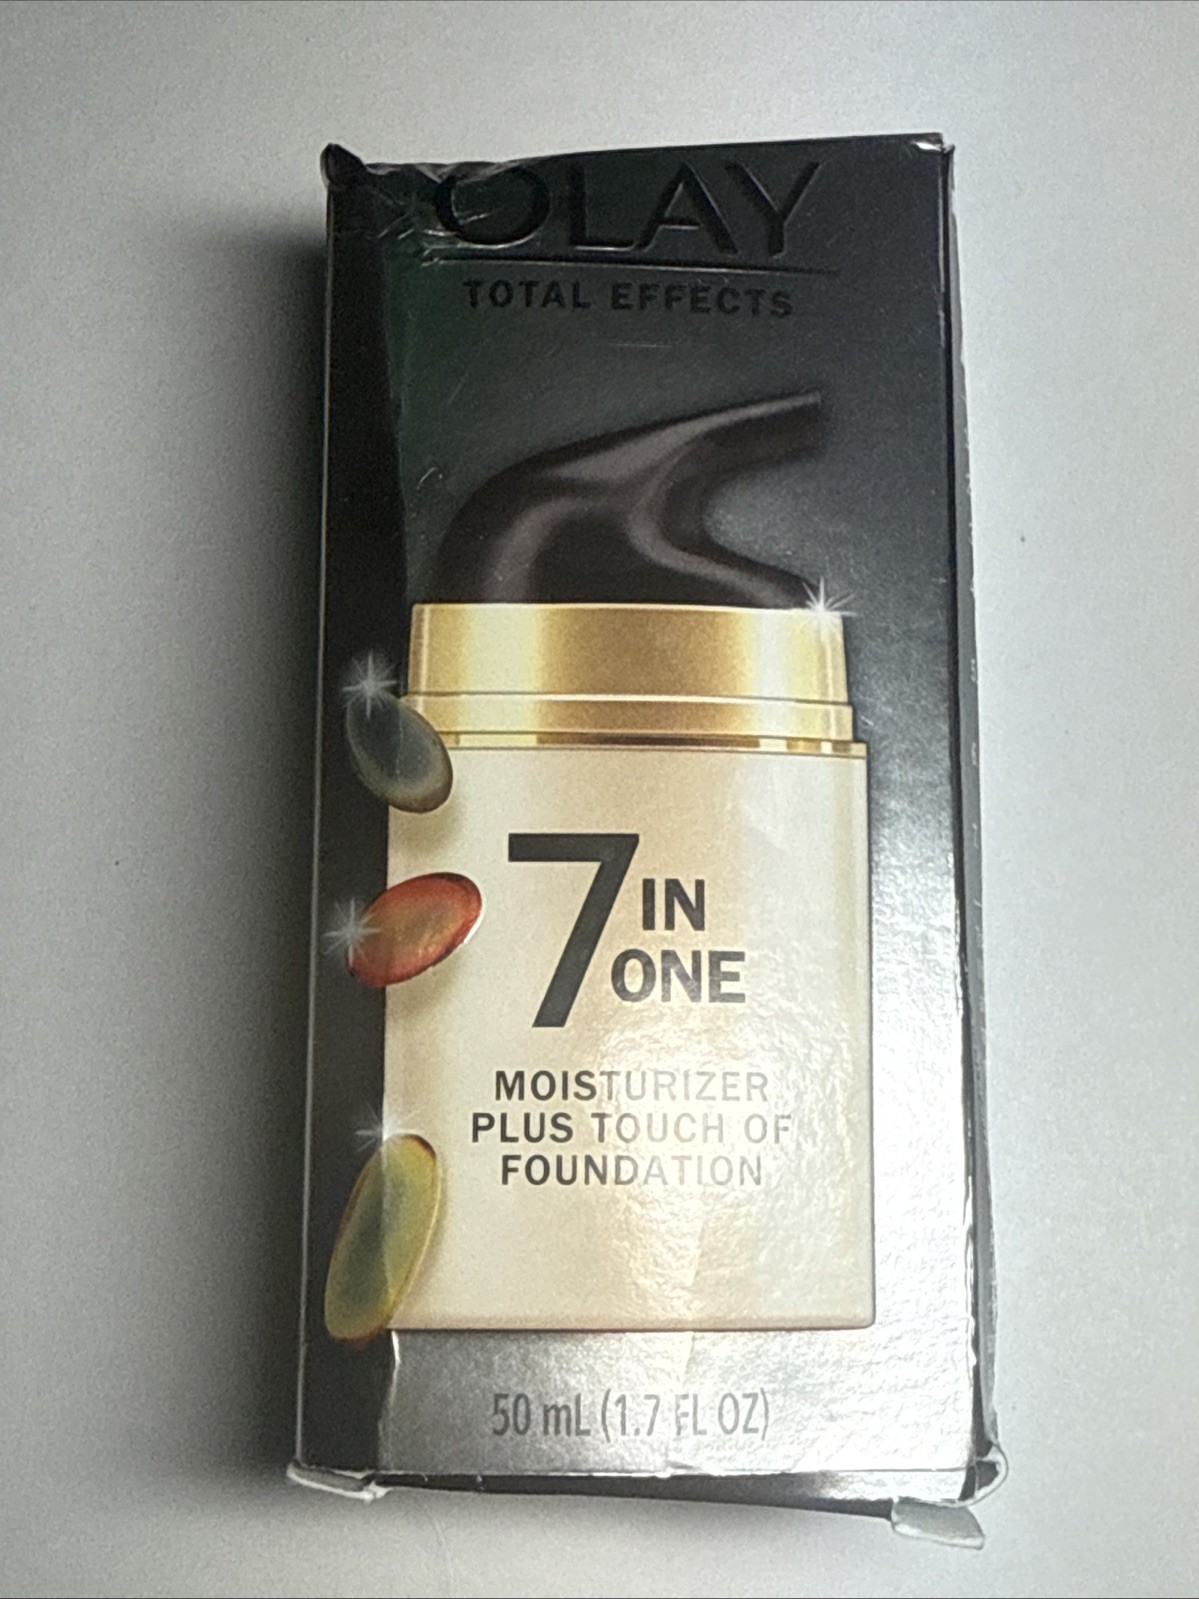 OLAY
TOTAL EFFECTS
7 IN
ONE
MOISTURIZER
PLUS TOUCH OF
FOUNDATION
50 mL (1.7 FL OZ)